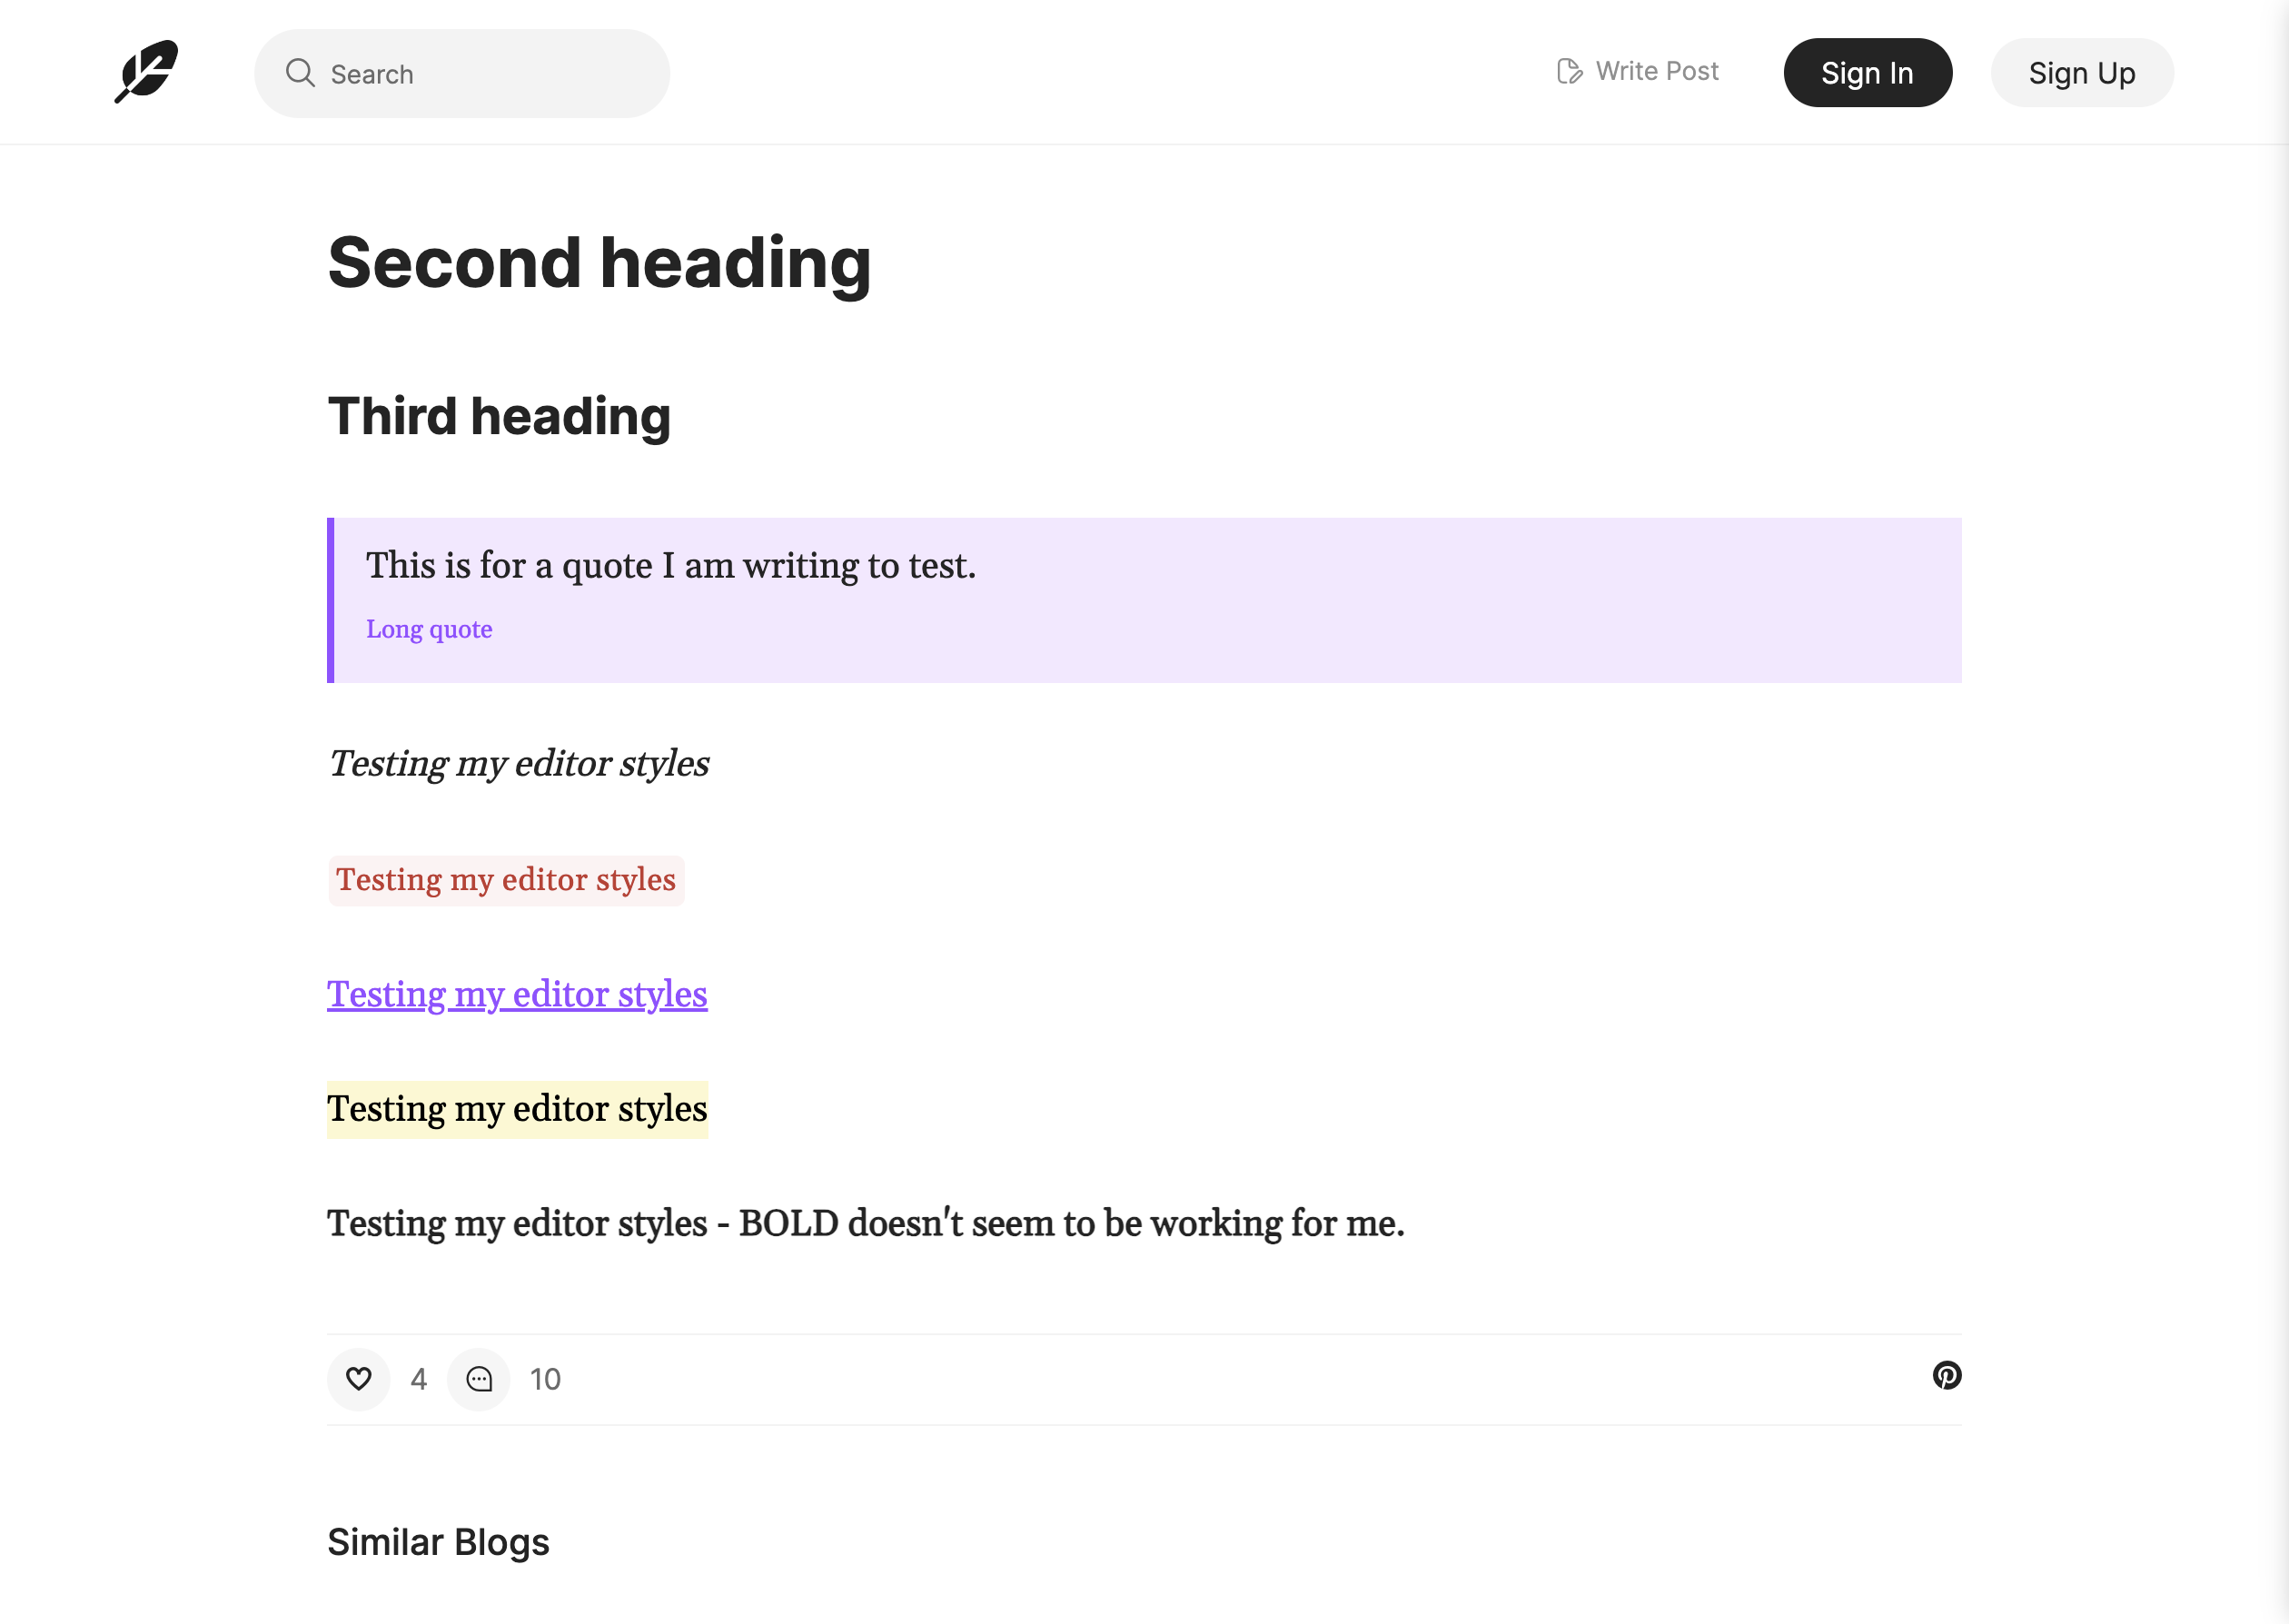 Search
Write Post
Sign In
Sign Up
Second heading
Third heading
This is for a quote I am writing to test.
Long quote
Testing my editor styles
Testing my editor styles
Testing my editor styles
Testing my editor styles
Testing my editor styles - BOLD doesn't seem to be working for me.
4
10
Similar Blogs